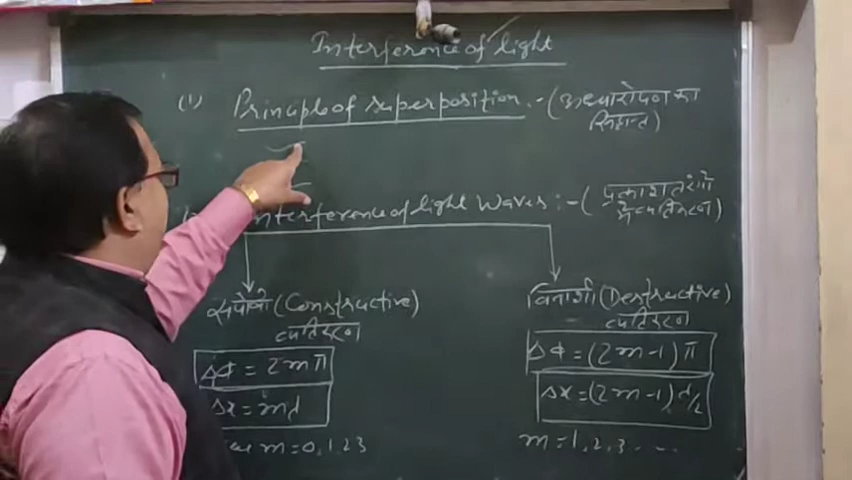 Interference of light
(1) Principle of superposition :- (अध्यारोपण का
सिद्धान्त)
Interference of light Waves :- (प्रकाश तरंगों
में व्यतिकरण)
संपोषी (Constructive)
व्यतिकरण
विनाशी (Destructive)
व्यतिकरण
Δϕ = 2mπ
Δx = mλ
m = 0, 1 2 3
Δϕ = (2m-1)π
Δx = (2m-1) λ/2
m = 1, 2, 3 . - - -